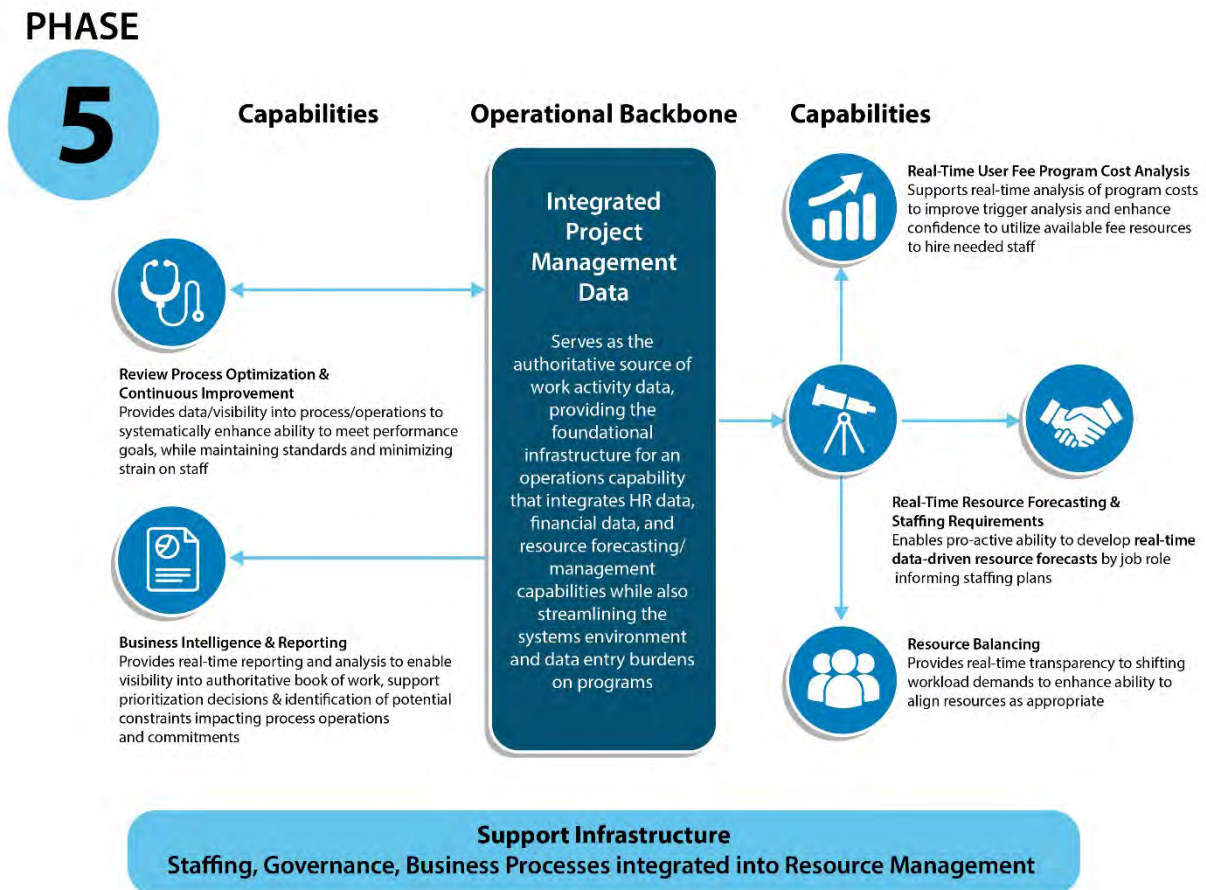 PHASE
5
Capabilities
Operational Backbone
Capabilities
Review Process Optimization &
Continuous Improvement
Provides data/visibility into process/operations to
systematically enhance ability to meet performance
goals, while maintaining standards and minimizing
strain on staff
Business Intelligence & Reporting
Provides real-time reporting and analysis to enable
visibility into authoritative book of work, support
prioritization decisions & identification of potential
constraints impacting process operations
and commitments
Integrated
Project
Management
Data
Serves as the
authoritative source of
work activity data,
providing the
foundational
infrastructure for an
operations capability
that integrates HR data,
financial data, and
resource forecasting/
management
capabilities while also
streamlining the
systems environment
and data entry burdens
on programs
Real-Time User Fee Program Cost Analysis
Supports real-time analysis of program costs
to improve trigger analysis and enhance
confidence to utilize available fee resources
to hire needed staff
Real-Time Resource Forecasting &
Staffing Requirements
Enables pro-active ability to develop real-time
data-driven resource forecasts by job role
informing staffing plans
Resource Balancing
Provides real-time transparency to shifting
workload demands to enhance ability to
align resources as appropriate
Support Infrastructure
Staffing, Governance, Business Processes integrated into Resource Management